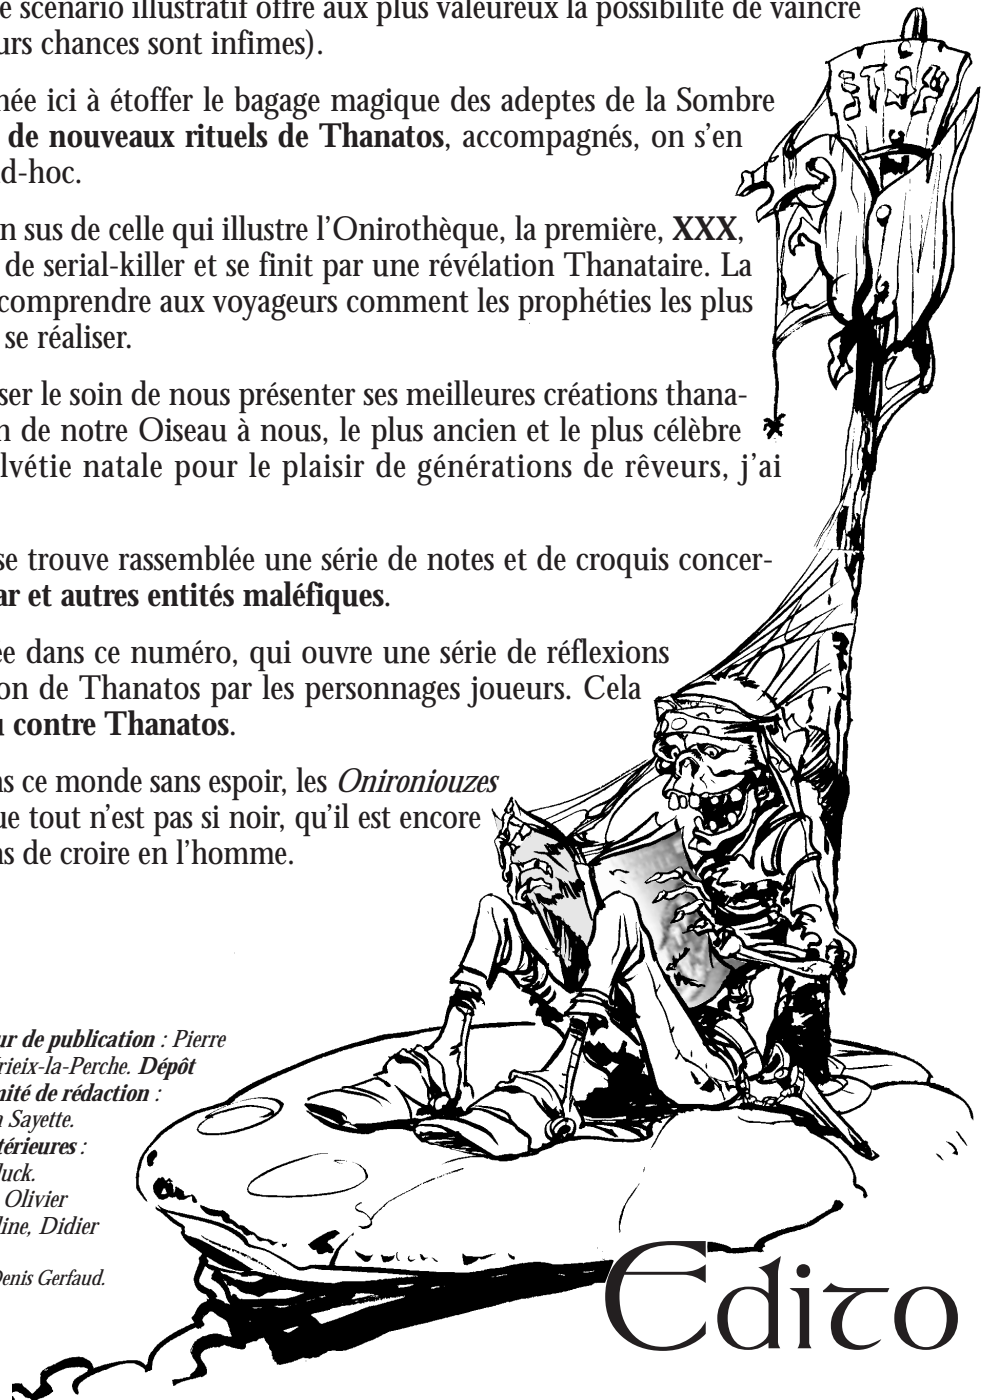 e scénario illustratif offre aux plus valeureux la possibilité de vaincre
urs chances sont infimes).
née ici à étoffer le bagage magique des adeptes de la Sombre
de nouveaux rituels de Thanatos, accompagnés, on s'en
d-hoc.
n sus de celle qui illustre l'Onirothèque, la première, XXX,
de serial-killer et se finit par une révélation Thanataire. La
comprendre aux voyageurs comment les prophéties les plus
se réaliser.
ser le soin de nous présenter ses meilleures créations thana-
n de notre Oiseau à nous, le plus ancien et le plus célèbre
lvétie natale pour le plaisir de générations de rêveurs, j'ai
se trouve rassemblée une série de notes et de croquis concer-
ar et autres entités maléfiques.
ée dans ce numéro, qui ouvre une série de réflexions
on de Thanatos par les personnages joueurs. Cela
u contre Thanatos.
ns ce monde sans espoir, les Onironiouzes
ue tout n'est pas si noir, qu'il est encore
ns de croire en l'homme.
ur de publication : Pierre
rieix-la-Perche. Dépôt
mité de rédaction :
a Sayette.
térieures :
luck.
Olivier
line, Didier
Denis Gerfaud.
Edito